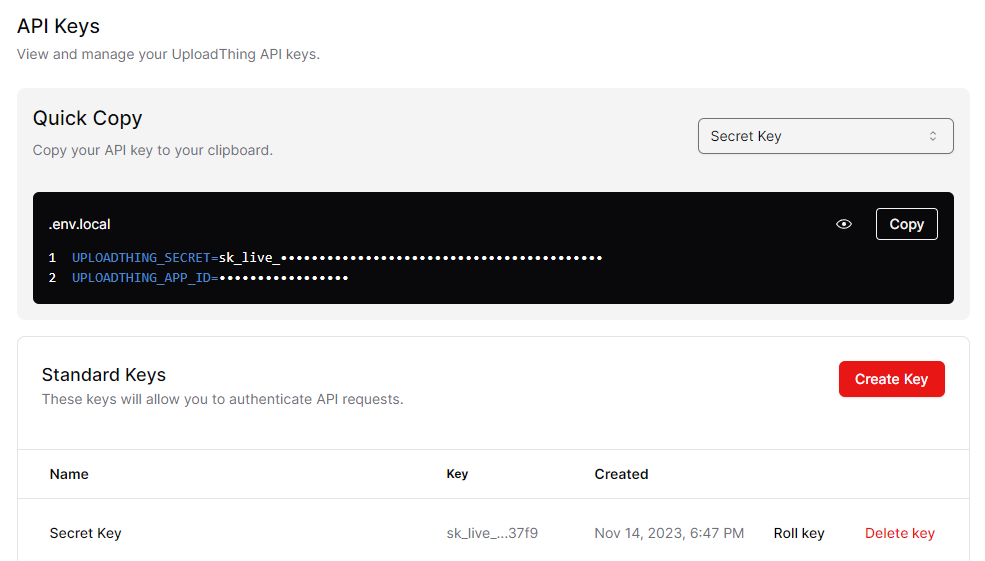 API Keys
View and manage your UploadThing API keys.
Quick Copy
Copy your API key to your clipboard.
Secret Key
.env.local
Copy
1 UPLOADTHING_SECRET=sk_live_••••••••••••••••••••••••••••••••••••••••••
2 UPLOADTHING_APP_ID=•••••••••••••••••
Standard Keys
These keys will allow you to authenticate API requests.
Create Key
Name Key Created
Secret Key sk_live_...37f9 Nov 14, 2023, 6:47 PM Roll key Delete key